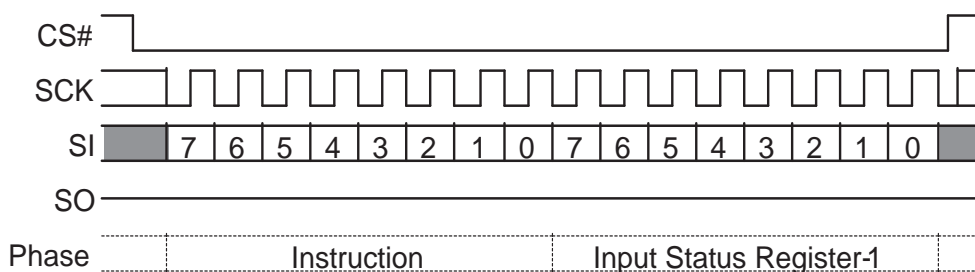 CS#
SCK
SI 7 6 5 4 3 2 1 0 7 6 5 4 3 2 1 0
SO
Phase Instruction Input Status Register-1